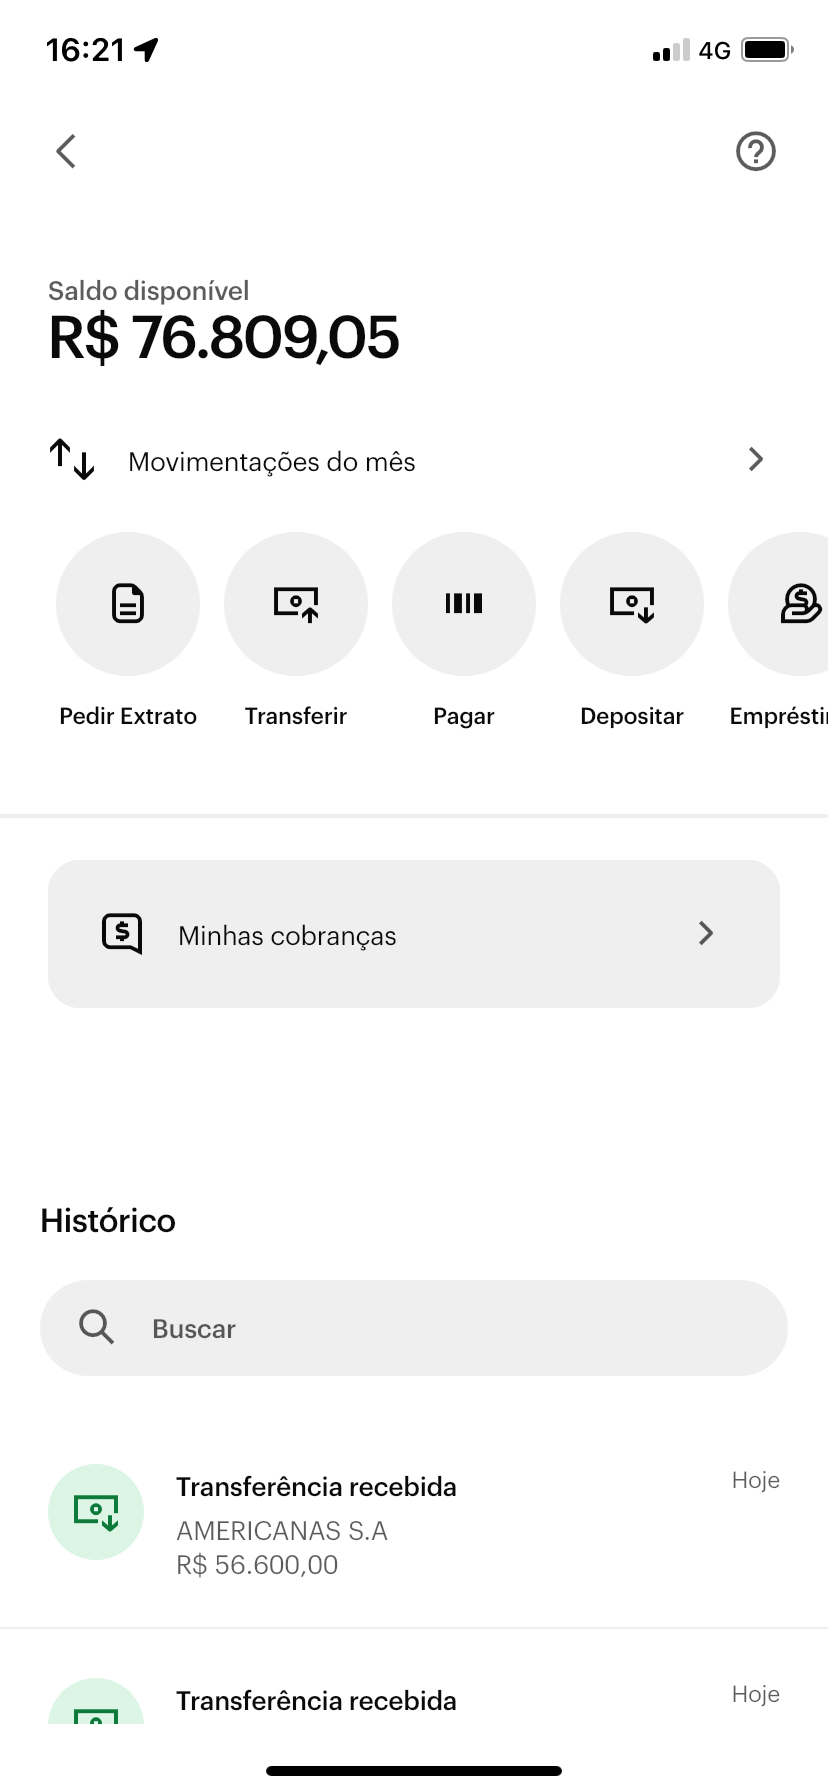 16:21
4G
Saldo disponível
R$ 76.809,05
Movimentações do mês
Pedir Extrato
Transferir
Pagar
Depositar
Emprésti
Minhas cobranças
Histórico
Buscar
Transferência recebida
Hoje
AMERICANAS S.A
R$ 56.600,00
Transferência recebida
Hoje